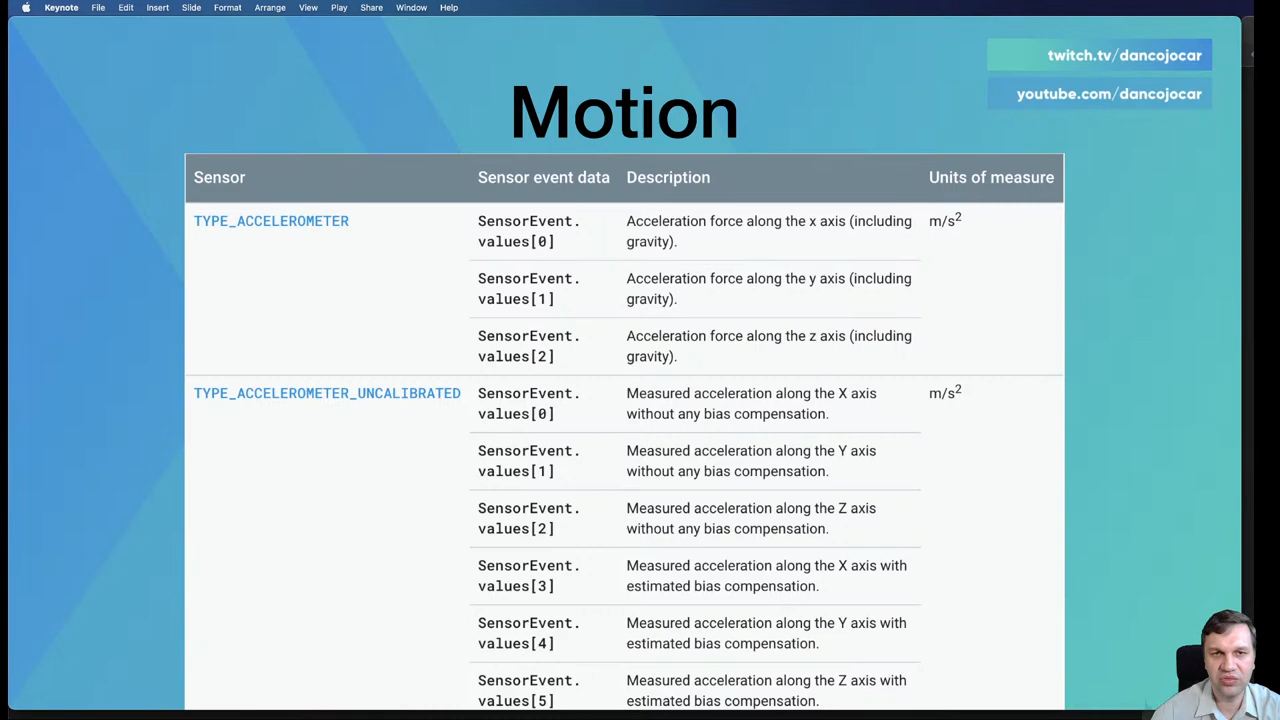 Keynote File Edit Insert Slide Format Arrange View Play Share Window Help
twitch.tv/dancojocar
youtube.com/dancojocar
Motion
Sensor Sensor event data Description Units of measure
TYPE_ACCELEROMETER SensorEvent. Acceleration force along the x axis (including m/s²
values[0] gravity).
SensorEvent. Acceleration force along the y axis (including
values[1] gravity).
SensorEvent. Acceleration force along the z axis (including
values[2] gravity).
TYPE_ACCELEROMETER_UNCALIBRATED SensorEvent. Measured acceleration along the X axis m/s²
values[0] without any bias compensation.
SensorEvent. Measured acceleration along the Y axis
values[1] without any bias compensation.
SensorEvent. Measured acceleration along the Z axis
values[2] without any bias compensation.
SensorEvent. Measured acceleration along the X axis with
values[3] estimated bias compensation.
SensorEvent. Measured acceleration along the Y axis with
values[4] estimated bias compensation.
SensorEvent. Measured acceleration along the Z axis with
values[5] estimated bias compensation.